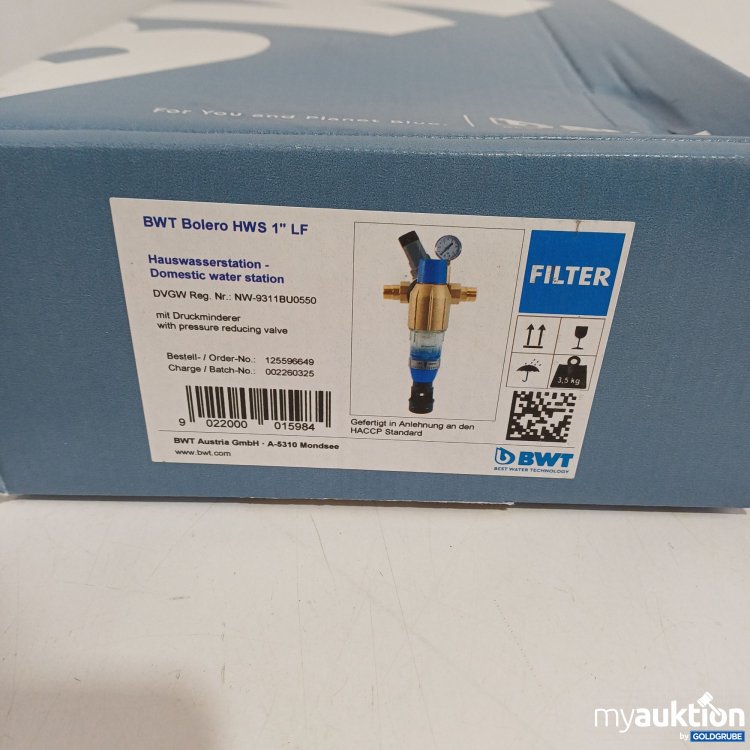 For You and Planet Blue.
BWT Bolero HWS 1" LF
Hauswasserstation -
Domestic water station
DVGW Reg. Nr.: NW-9311BU0550
mit Druckminderer
with pressure reducing valve
Bestell- / Order-No.: 125596649
Charge / Batch-No.: 002260325
9 022000 015984
BWT Austria GmbH · A-5310 Mondsee
www.bwt.com
Gefertigt in Anlehnung an den
HACCP Standard
FILTER
3,5 kg
BWT
BEST WATER TECHNOLOGY
myauktion
by GOLDGRUBE